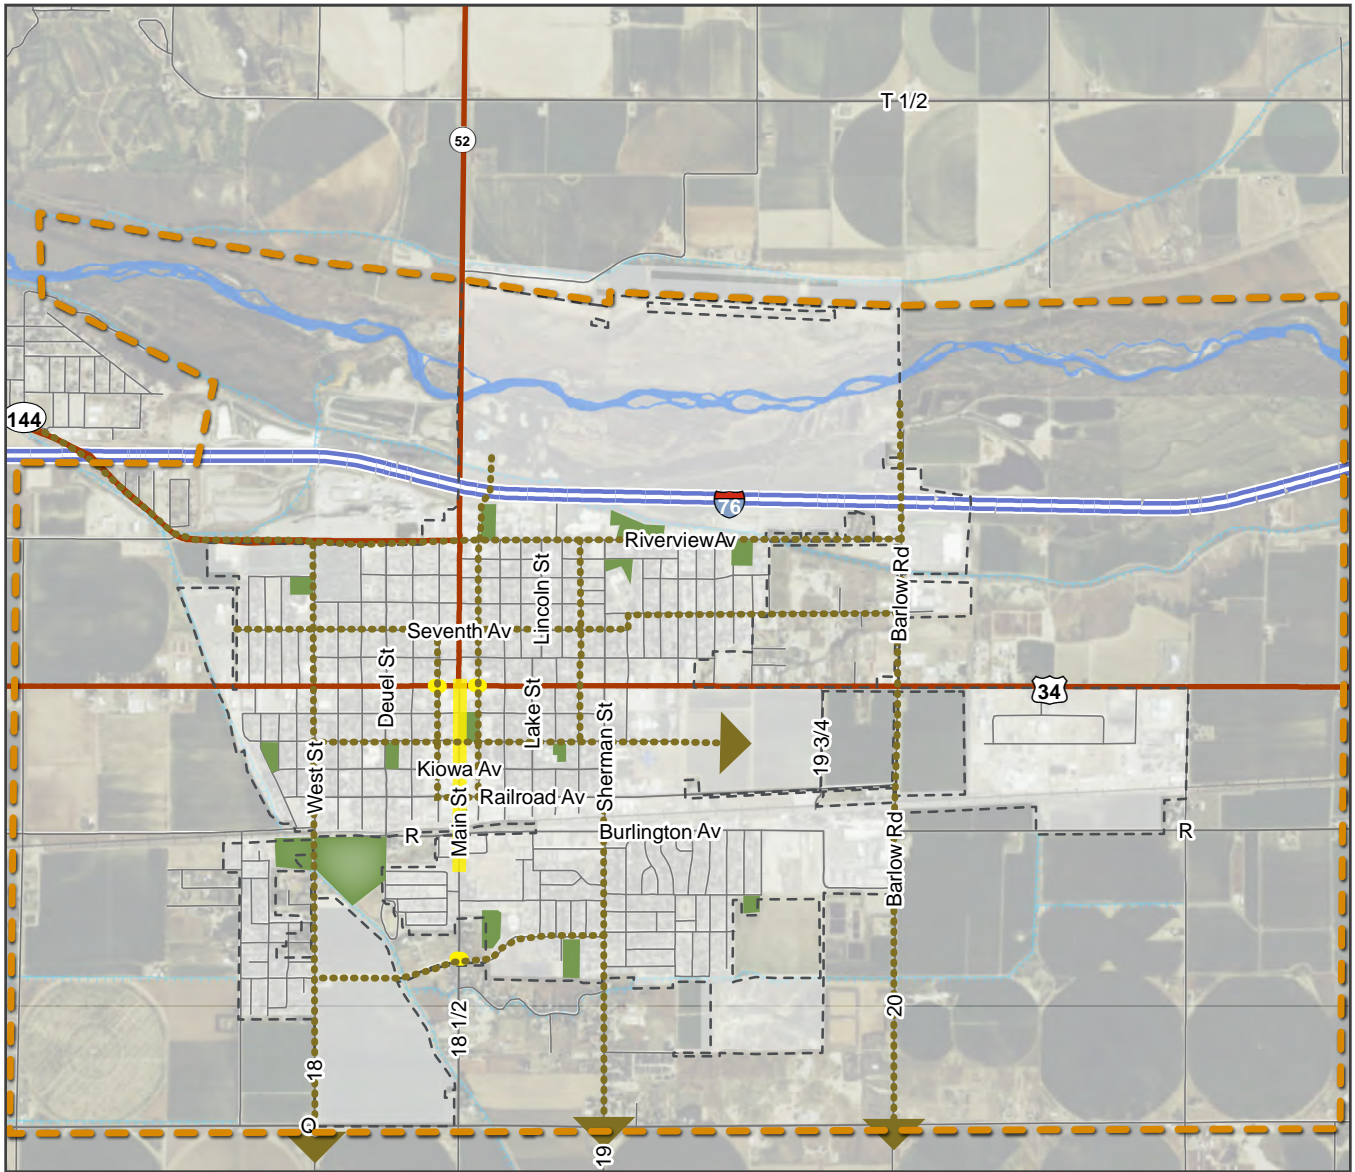 T 1/2
52
144
76
Riverview Av
Lincoln St
Barlow Rd
Seventh Av
Deuel St
34
Lake St
19-3/4
West St
Sherman St
Kiowa Av
Main St
Railroad Av
R
Burlington Av
Barlow Rd
R
18 1/2
20
18
Q
19